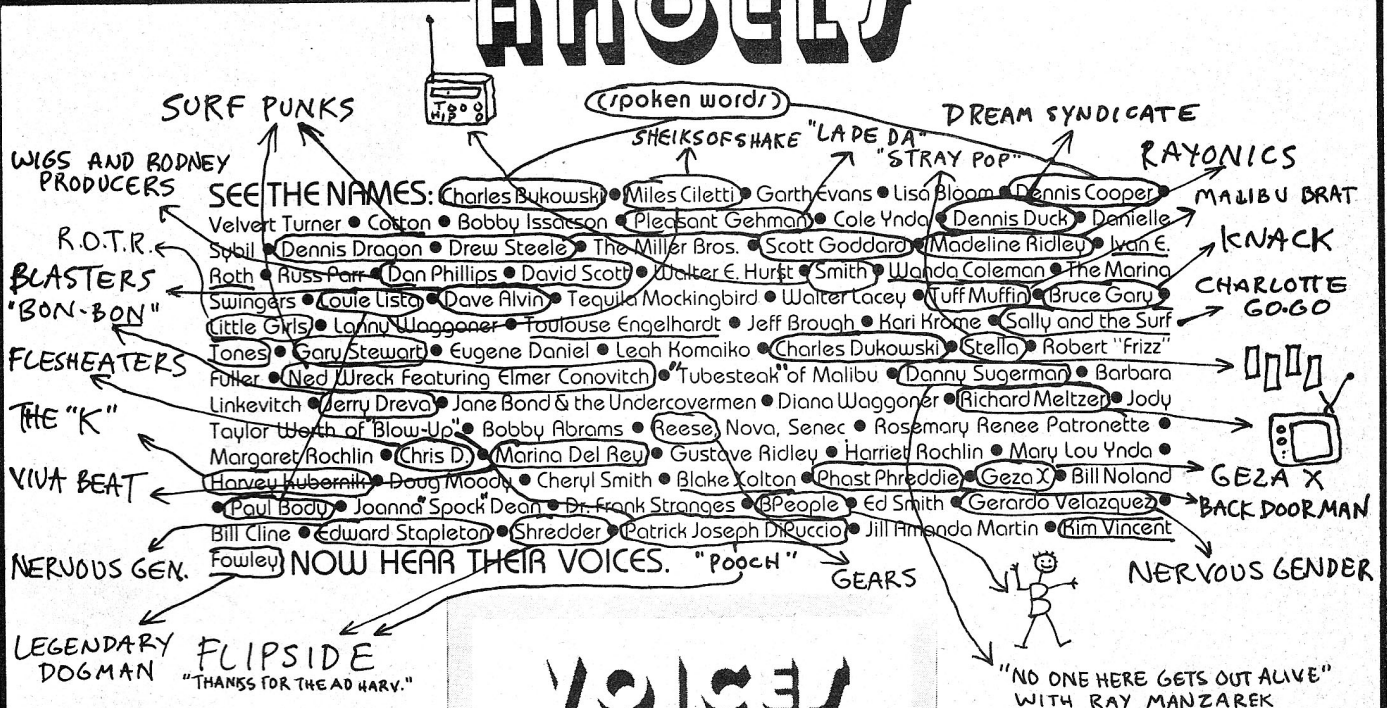 ANGELS
(spoken words)
SURF PUNKS
TOO HIP
SHEIKS OF SHAKE
"LA DE DA"
"STRAY POP"
DREAM SYNDICATE
RAYONICS
WIGS AND RODNEY
PRODUCERS
MALIBU BRAT
R.O.T.R.
KNACK
BLASTERS
CHARLOTTE
GO.GO
"BON-BON"
FLESHEATERS
THE "K"
VIVA BEAT
NERVOUS GEN.
LEGENDARY
DOGMAN
SEE THE NAMES: Charles Bukowski • Miles Ciletti • Garth Evans • Lisa Bloom • Dennis Cooper •
Velvert Turner • Cotton • Bobby Issacson • Pleasant Gehman • Cole Ynda • Dennis Duck • Danielle
Sybil • Dennis Dragon • Drew Steele • The Miller Bros. • Scott Goddard • Madeline Ridley • Ivan E.
Roth • Russ Parr • Dan Phillips • David Scott • Walter E. Hurst • Smith • Wanda Coleman • The Maring
Swingers • Louie Lista • Dave Alvin • Tequila Mockingbird • Walter Lacey • Tuff Muffin • Bruce Gary •
Little Girls • Lanny Waggoner • Toulouse Engelhardt • Jeff Brough • Kari Krome • Sally and the Surf
Tones • Gary Stewart • Eugene Daniel • Leah Komaiko • Charles Dukowski • Stella • Robert "Frizz"
Fuller • Ned Wreck Featuring Elmer Conovitch • "Tubesteak" of Malibu • Danny Sugerman • Barbara
Linkevitch • Jerry Dreva • Jane Bond & the Undercovermen • Diana Waggoner • Richard Meltzer • Jody
Taylor Worth of "Blow-Up" • Bobby Abrams • Reese, Nova, Senec • Rosemary Renee Patronette •
Margaret Rochlin • Chris D. • Marina Del Rey • Gustave Ridley • Harriet Rochlin • Mary Lou Ynda •
Harvey Kubernik • Doug Moody • Cheryl Smith • Blake Xolton • Phast Phreddie • Geza X • Bill Noland
• Paul Body • Joanna "Spock" Dean • Dr. Frank Stranges • BPeople • Ed Smith • Gerardo Velazquez •
Bill Cline • Edward Stapleton • Shredder • Patrick Joseph DiPuccio • Jill Amanda Martin • Kim Vincent
Fowley NOW HEAR THEIR VOICES.
"POOCH"
GEARS
GEZA X
BACK DOOR MAN
NERVOUS GENDER
B
FLIPSIDE
"THANKS FOR THE AD HARV."
"NO ONE HERE GETS OUT ALIVE"
WITH RAY MANZAREK
VOICES